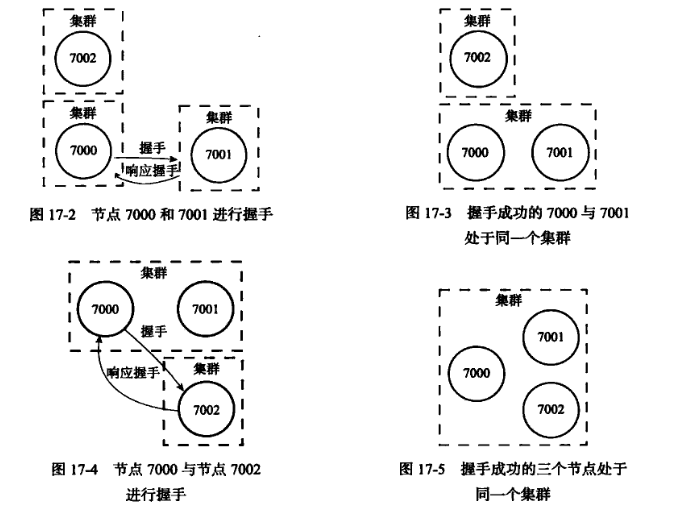 集群
7002
集群
7000
握手
响应握手
集群
7001
图 17-2 节点 7000 和 7001 进行握手
集群
7002
集群
7000
7001
图 17-3 握手成功的 7000 与 7001
处于同一个集群
集群
7000
7001
握手
响应握手
集群
7002
图 17-4 节点 7000 与节点 7002
进行握手
集群
7001
7000
7002
图 17-5 握手成功的三个节点处于
同一个集群